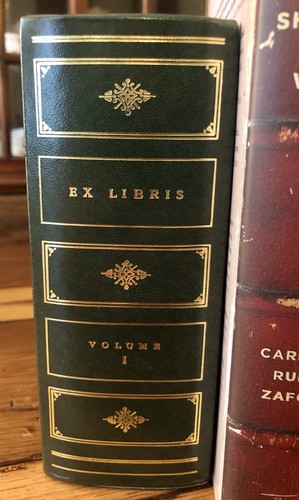 EX LIBRIS
VOLUME
I
SH
CAR
RU
ZAFO